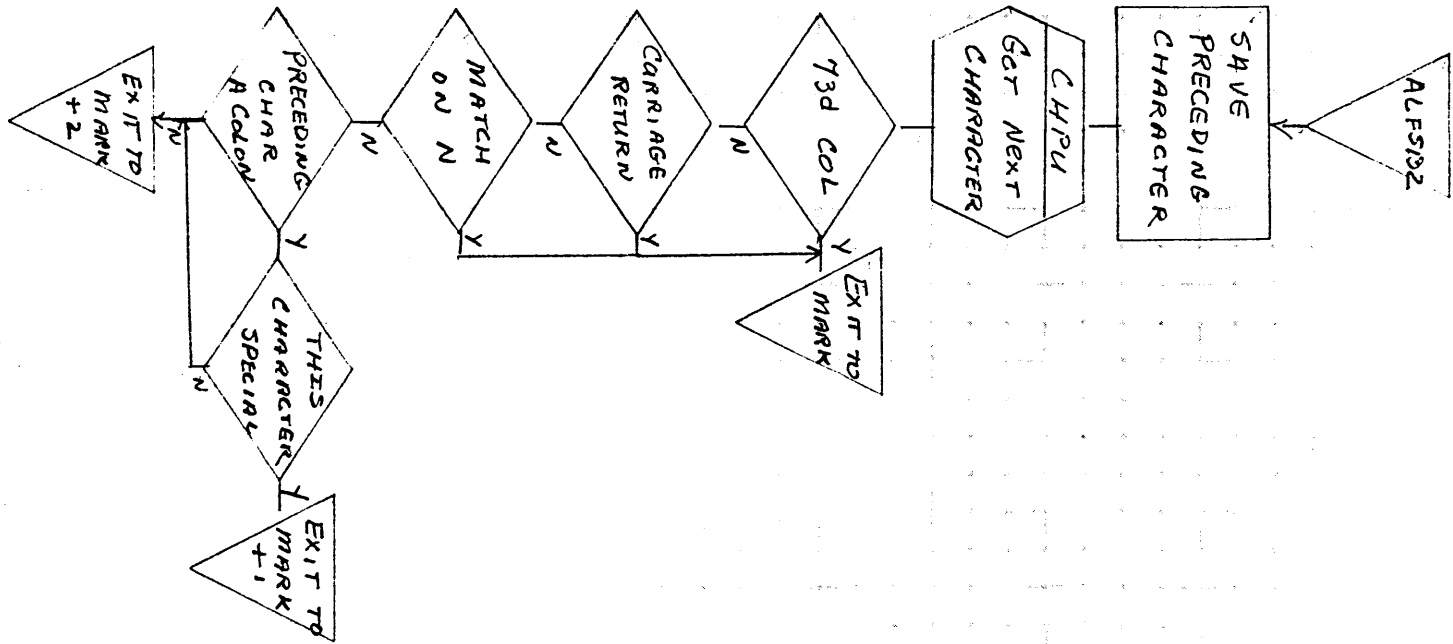 SAVE
PRECEDING
CHARACTER
CHPU
Get Next
CHARACTER
73d COL
N
Y
EXIT TO
MARK
CARRIAGE
RETURN
N
Y
MATCH
ON N
N
Y
PRECEDING
CHAR
A COLON
N
Y
EXIT TO
MARK
+2
THIS
CHARACTER
SPECIAL
N
Y
EXIT TO
MARK
+1